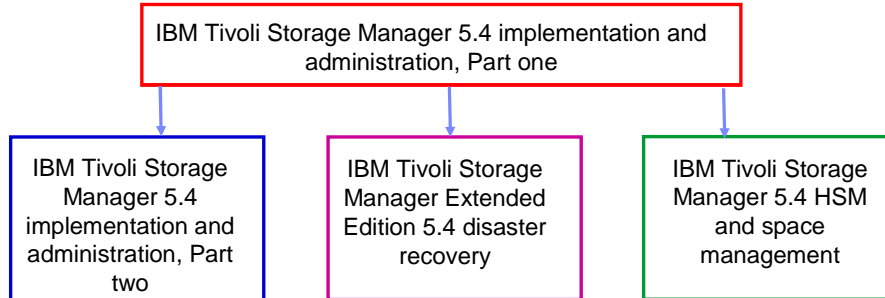 IBM Tivoli Storage Manager 5.4 implementation and
administration, Part one
IBM Tivoli Storage
Manager 5.4
implementation and
administration, Part
two
IBM Tivoli Storage
Manager Extended
Edition 5.4 disaster
recovery
IBM Tivoli Storage
Manager 5.4 HSM
and space
management